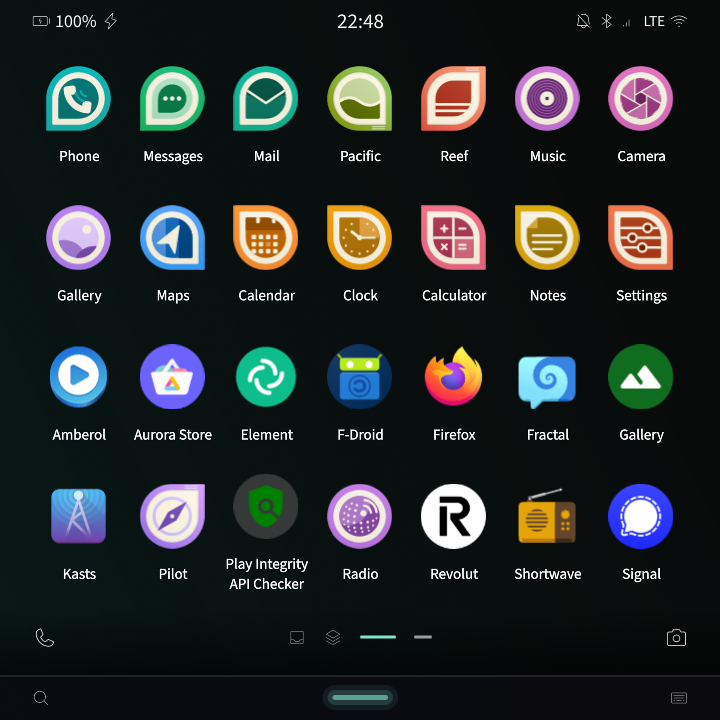 100%
22:48
LTE
Phone
Messages
Mail
Pacific
Reef
Music
Camera
Gallery
Maps
Calendar
Clock
Calculator
Notes
Settings
Amberol
Aurora Store
Element
F-Droid
Firefox
Fractal
Gallery
Kasts
Pilot
Play Integrity
API Checker
Radio
Revolut
Shortwave
Signal